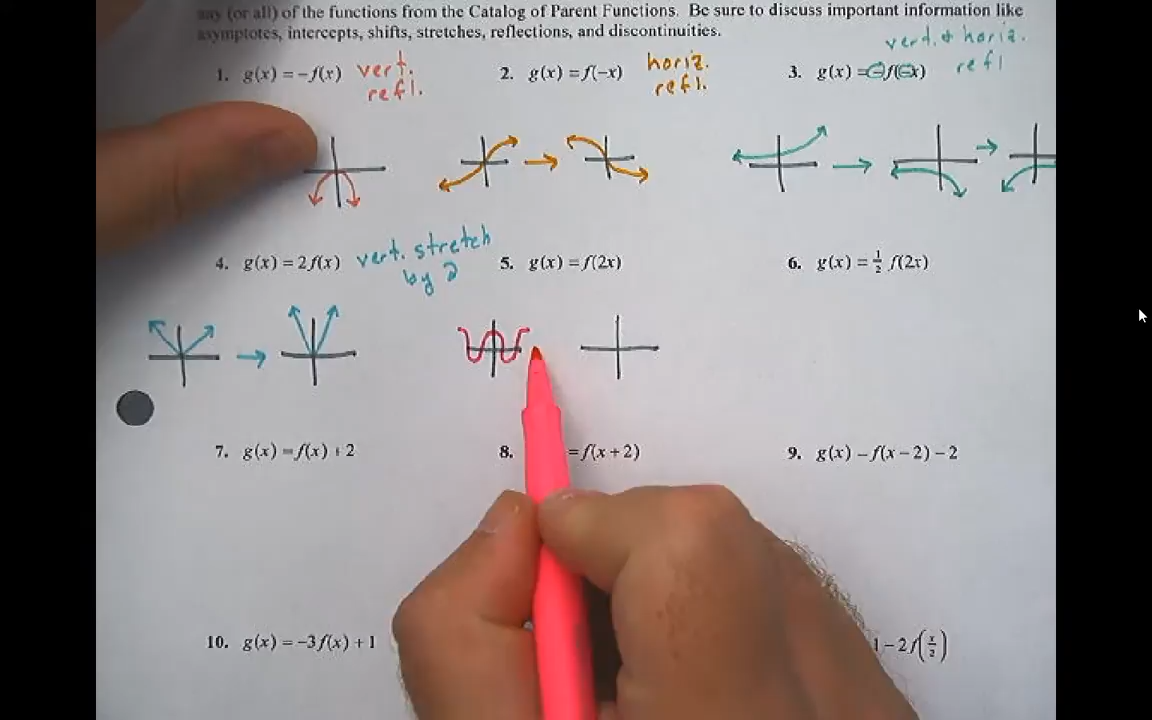 any (or all) of the functions from the Catalog of Parent Functions. Be sure to discuss important information like
asymptotes, intercepts, shifts, stretches, reflections, and discontinuities.
1. g(x) = −f(x) vert. refl.
2. g(x) = f(−x) horiz. refl.
3. g(x) = −f(−x) vert. & horiz. refl
4. g(x) = 2f(x) vert. stretch by 2
5. g(x) = f(2x)
6. g(x) = 1/2 f(2x)
7. g(x) = f(x) + 2
8. = f(x + 2)
9. g(x) = f(x − 2) − 2
10. g(x) = −3f(x) + 1
1 − 2f(x/2)